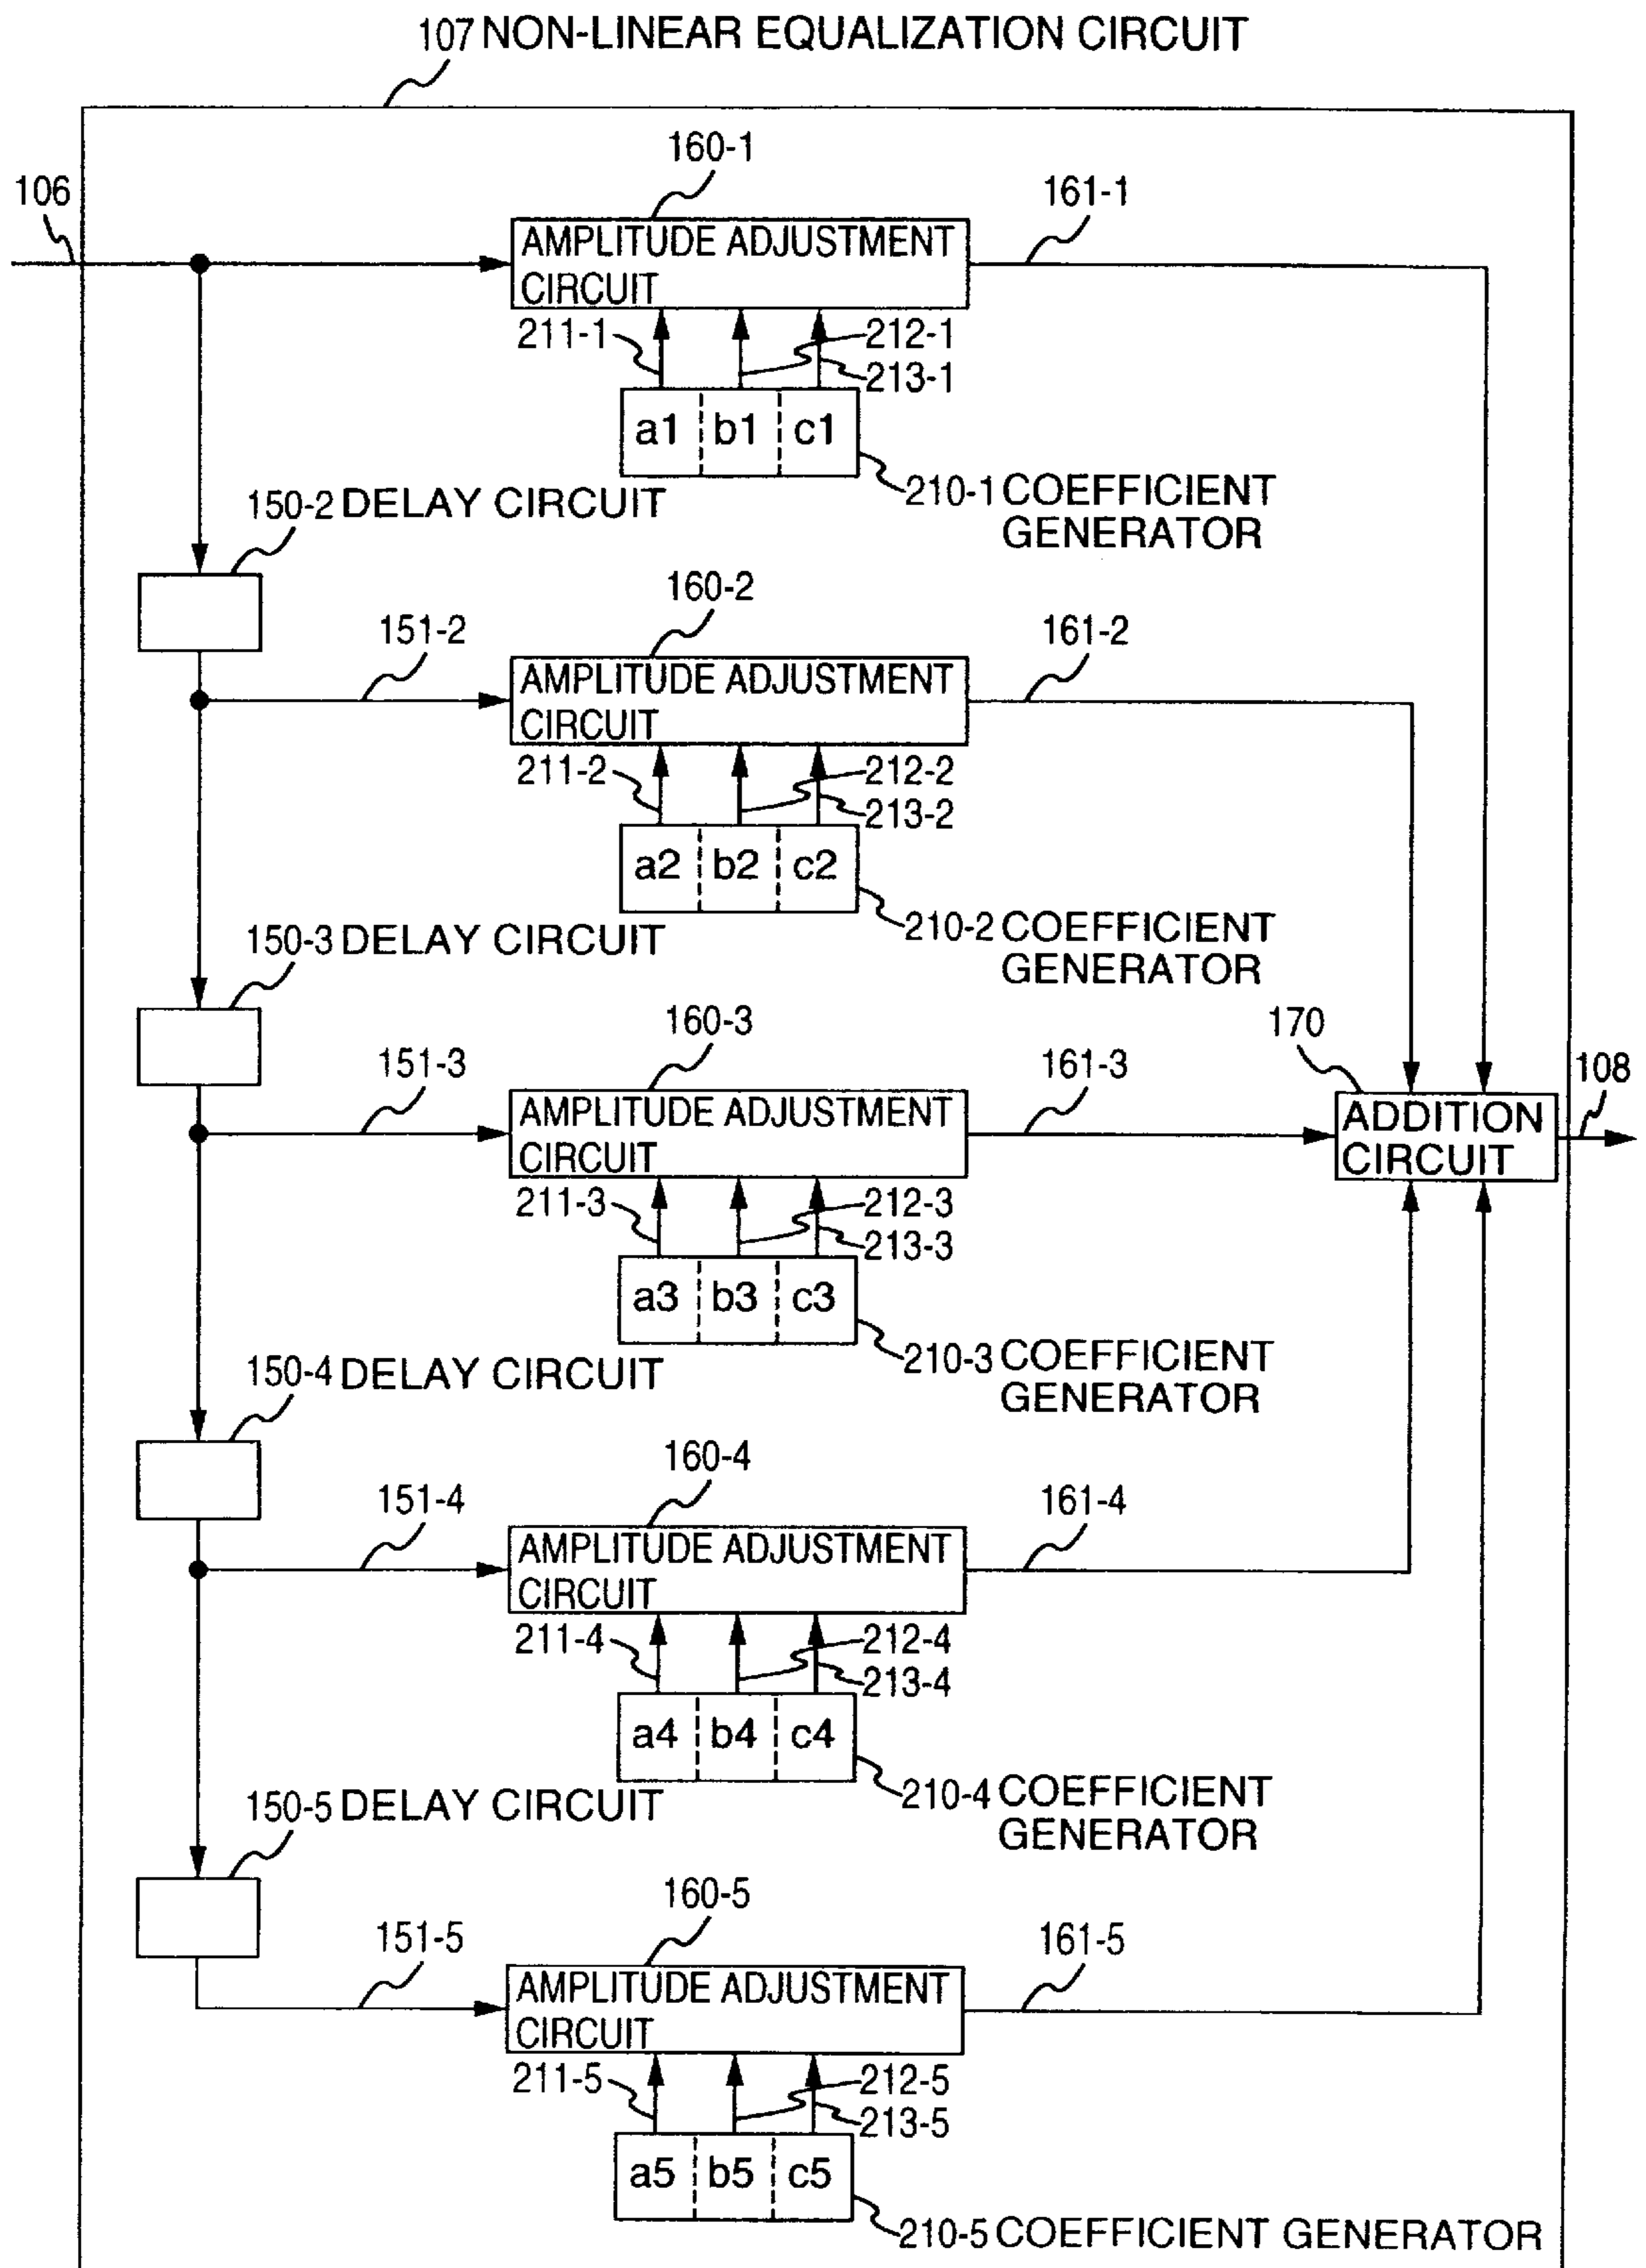 107 NON-LINEAR EQUALIZATION CIRCUIT
106
160-1
161-1
AMPLITUDE ADJUSTMENT
CIRCUIT
211-1
212-1
213-1
a1 b1 c1
210-1 COEFFICIENT
GENERATOR
150-2 DELAY CIRCUIT
151-2
160-2
161-2
AMPLITUDE ADJUSTMENT
CIRCUIT
211-2
212-2
213-2
a2 b2 c2
210-2 COEFFICIENT
GENERATOR
150-3 DELAY CIRCUIT
151-3
160-3
161-3
170
108
AMPLITUDE ADJUSTMENT
CIRCUIT
ADDITION
CIRCUIT
211-3
212-3
213-3
a3 b3 c3
210-3 COEFFICIENT
GENERATOR
150-4 DELAY CIRCUIT
151-4
160-4
161-4
AMPLITUDE ADJUSTMENT
CIRCUIT
211-4
212-4
213-4
a4 b4 c4
210-4 COEFFICIENT
GENERATOR
150-5 DELAY CIRCUIT
151-5
160-5
161-5
AMPLITUDE ADJUSTMENT
CIRCUIT
211-5
212-5
213-5
a5 b5 c5
210-5 COEFFICIENT GENERATOR